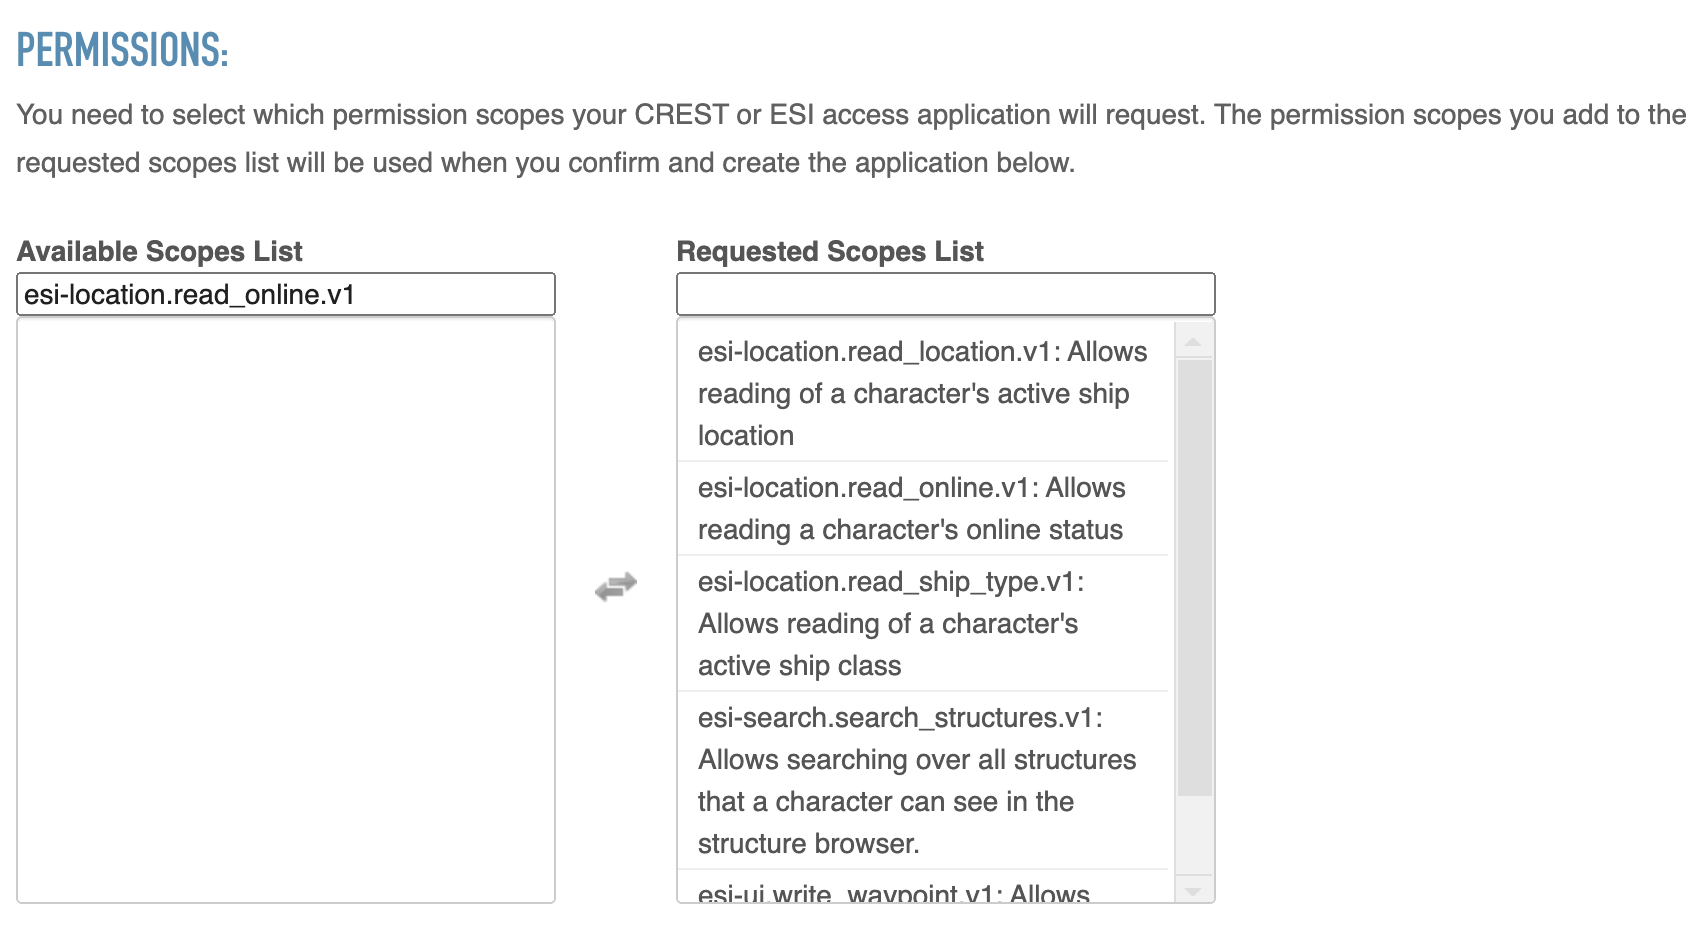 PERMISSIONS:
You need to select which permission scopes your CREST or ESI access application will request. The permission scopes you add to the
requested scopes list will be used when you confirm and create the application below.
Available Scopes List
esi-location.read_online.v1
Requested Scopes List
esi-location.read_location.v1: Allows
reading of a character's active ship
location
esi-location.read_online.v1: Allows
reading a character's online status
esi-location.read_ship_type.v1:
Allows reading of a character's
active ship class
esi-search.search_structures.v1:
Allows searching over all structures
that a character can see in the
structure browser.
esi-ui.write_waypoint.v1: Allows